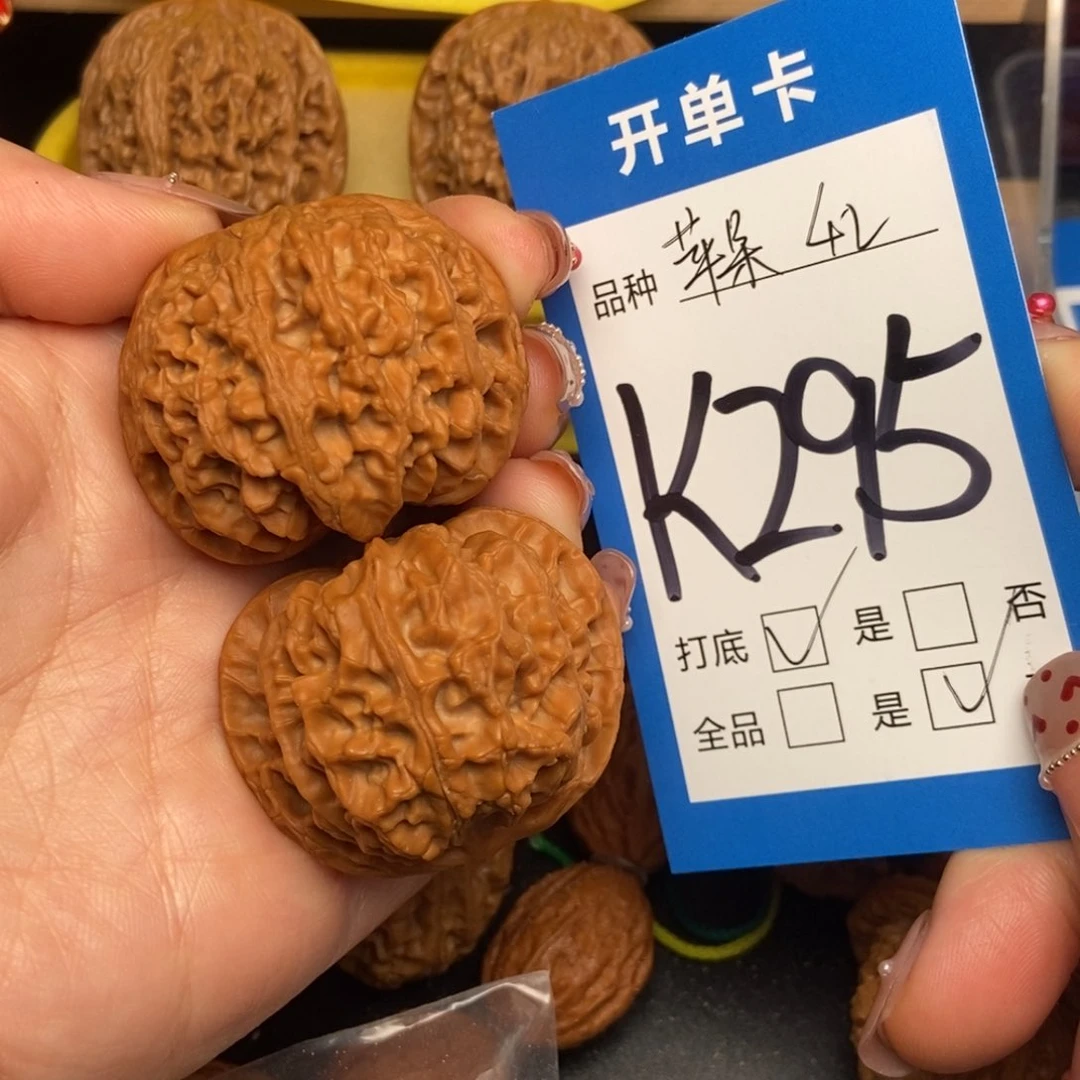 开单卡
品种 苹果 42
K295
打底 ☑ 是 □ 否
全品 □ 是 ☑